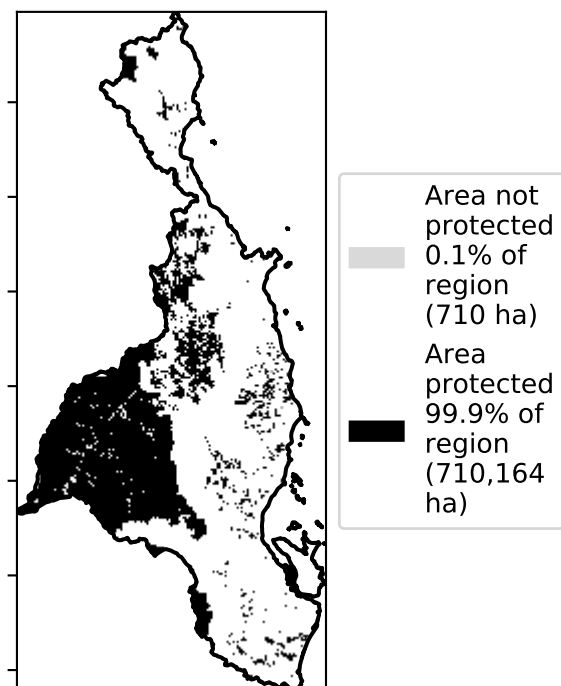 Area not
protected
0.1% of
region
(710 ha)
Area
protected
99.9% of
region
(710,164
ha)